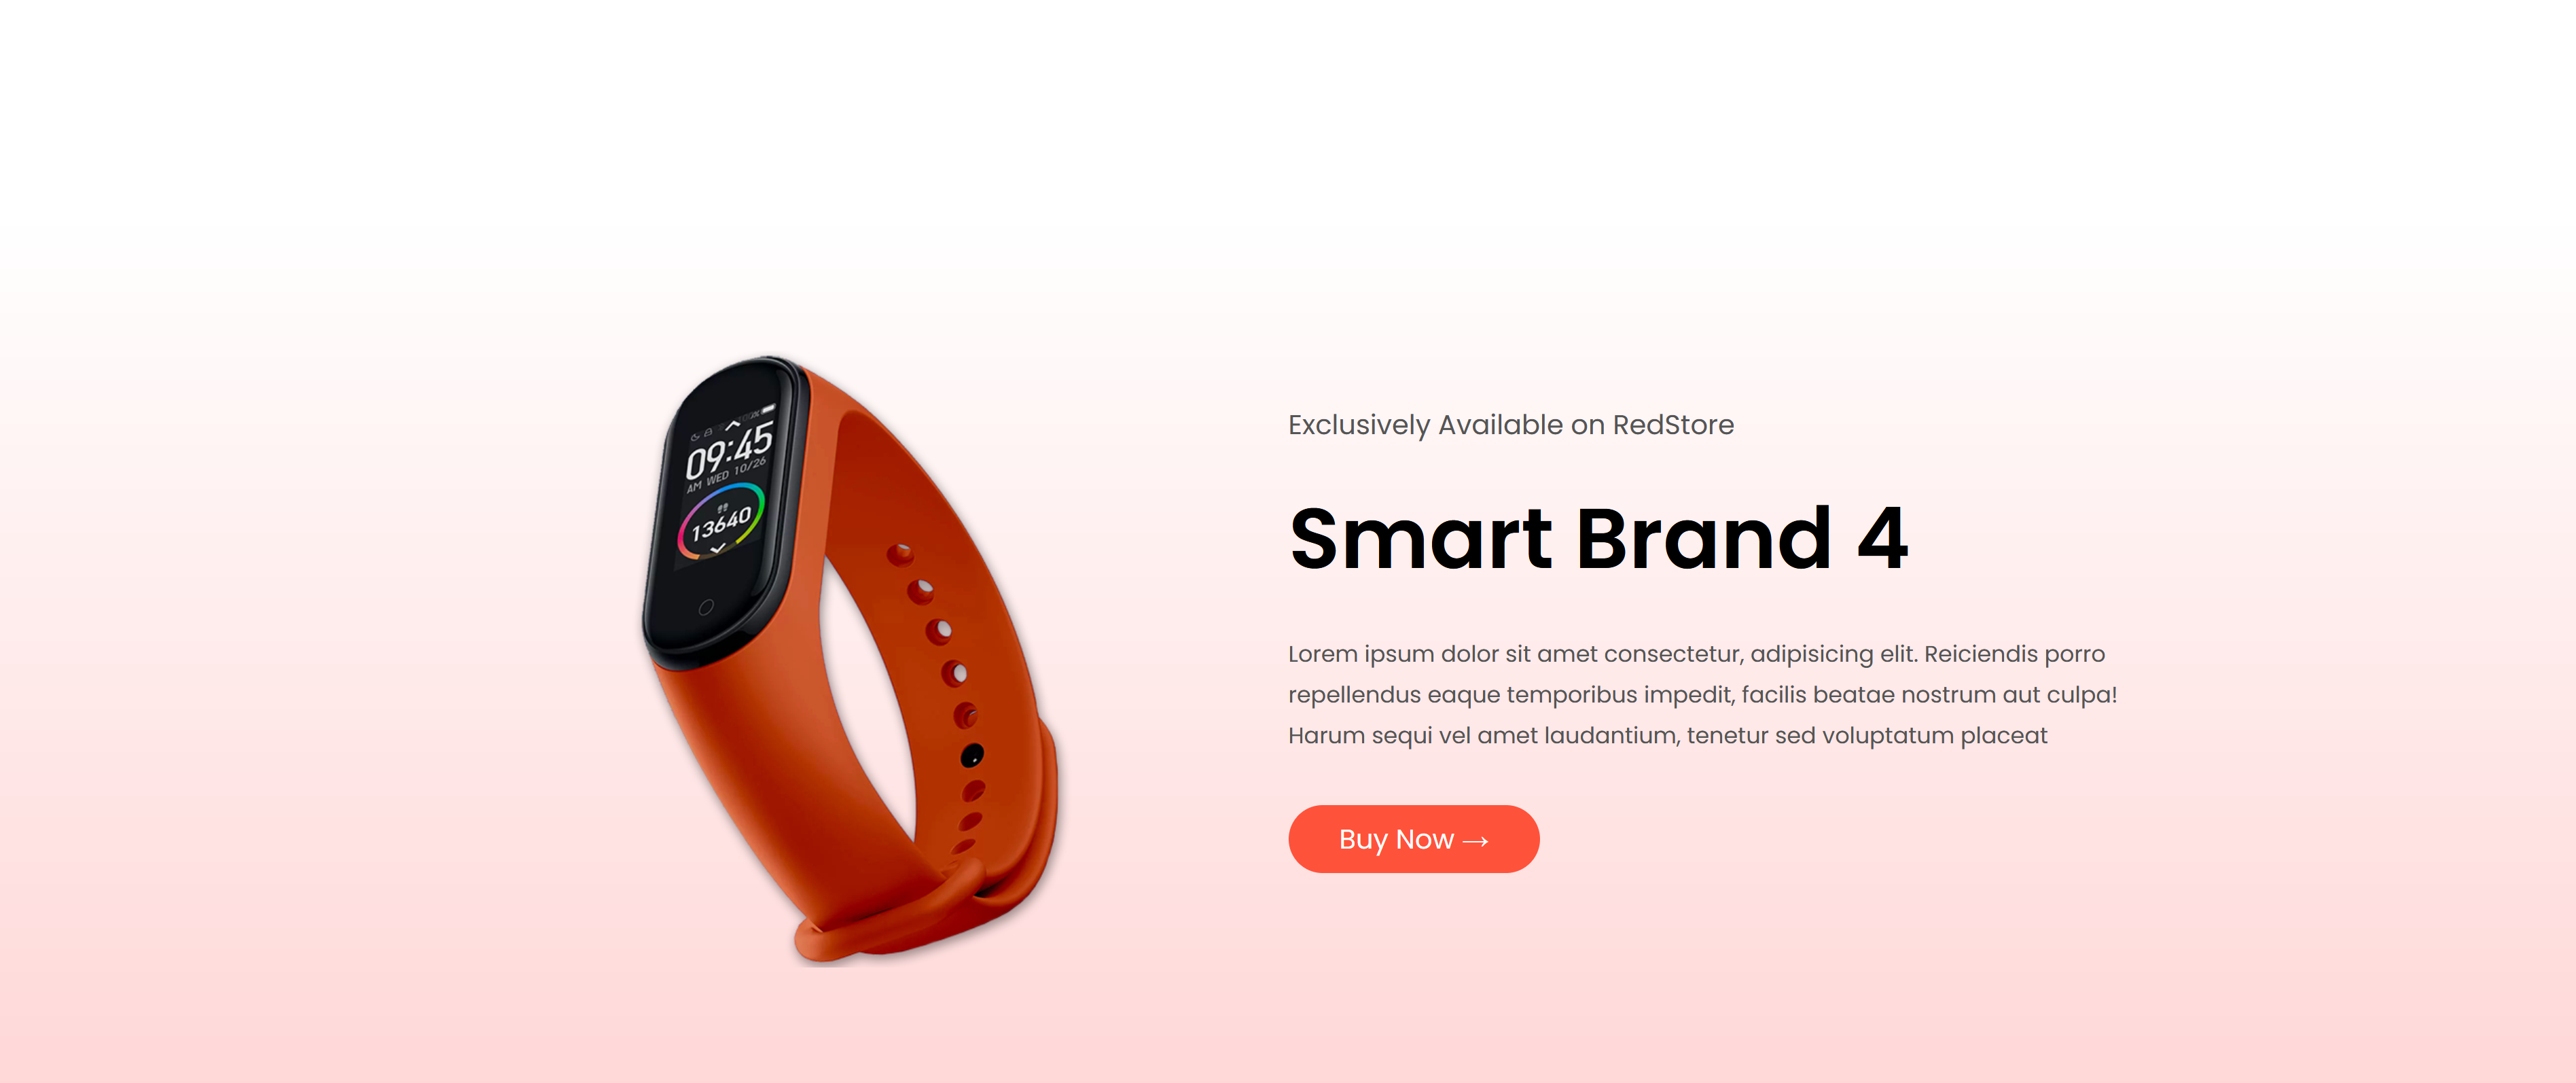 09:45
AM WED 10/26
13640
Exclusively Available on RedStore
Smart Brand 4
Lorem ipsum dolor sit amet consectetur, adipisicing elit. Reiciendis porro
repellendus eaque temporibus impedit, facilis beatae nostrum aut culpa!
Harum sequi vel amet laudantium, tenetur sed voluptatum placeat
Buy Now →